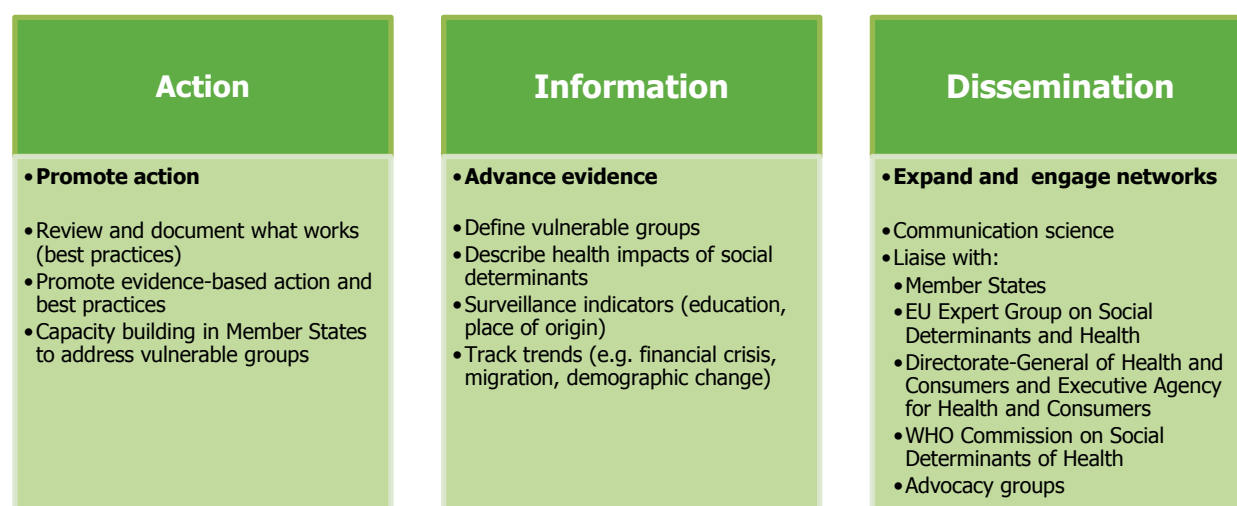 Action
•Promote action
•Review and document what works
(best practices)
•Promote evidence-based action and
best practices
•Capacity building in Member States
to address vulnerable groups
Information
•Advance evidence
•Define vulnerable groups
•Describe health impacts of social
determinants
•Surveillance indicators (education,
place of origin)
•Track trends (e.g. financial crisis,
migration, demographic change)
Dissemination
•Expand and engage networks
•Communication science
•Liaise with:
•Member States
•EU Expert Group on Social
Determinants and Health
•Directorate-General of Health and
Consumers and Executive Agency
for Health and Consumers
•WHO Commission on Social
Determinants of Health
•Advocacy groups